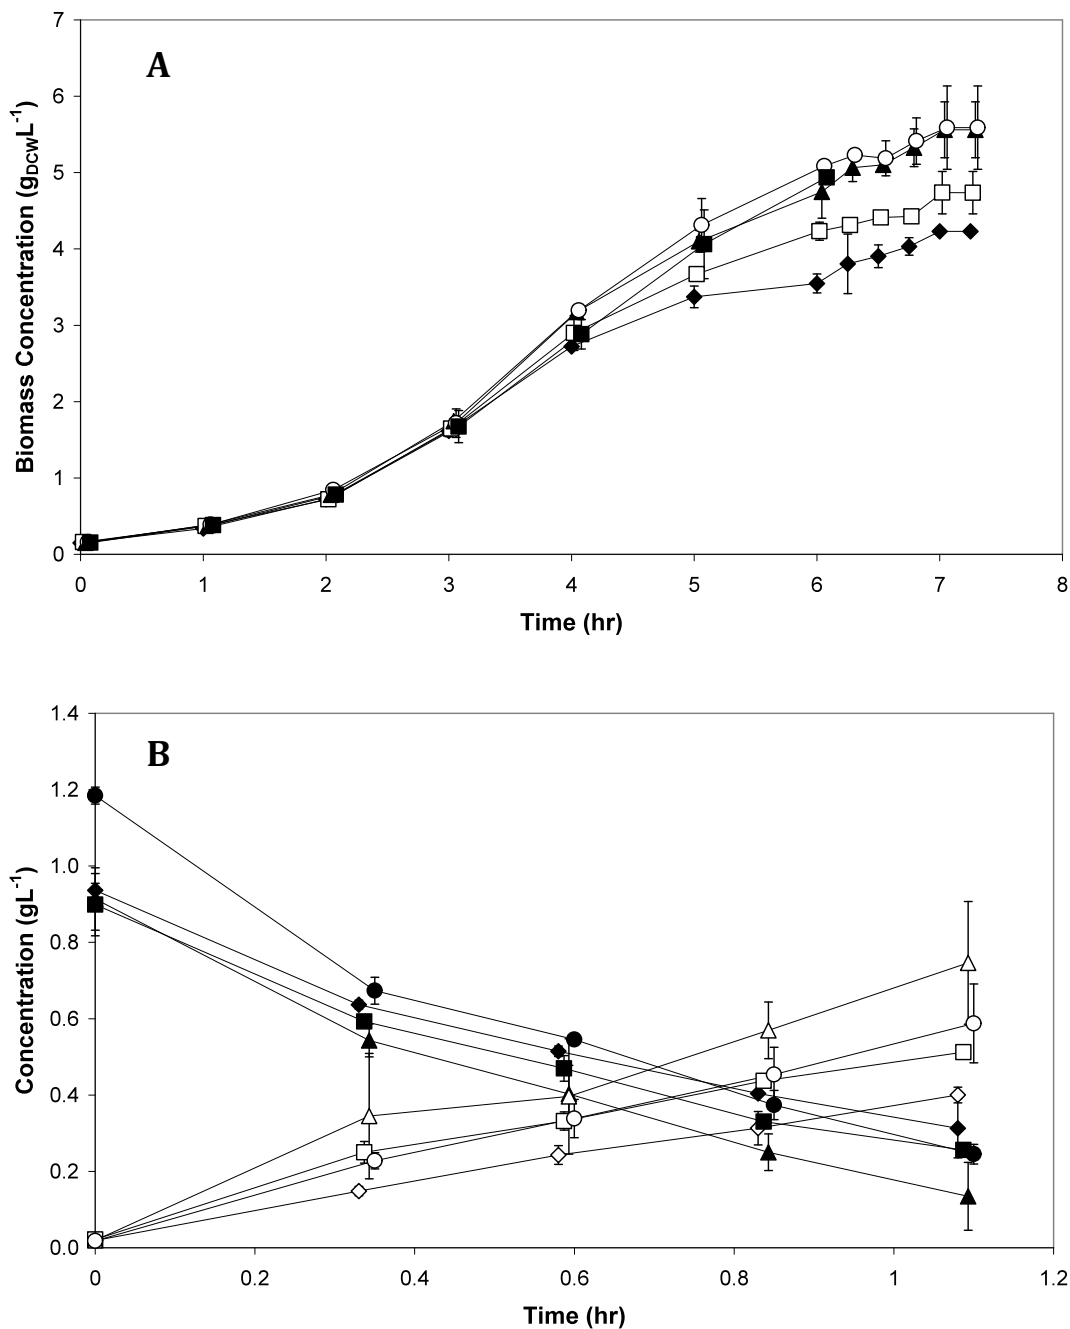 7
A
6
5
4
3
2
1
0
Biomass Concentration (g_DCW L^-1)
0 1 2 3 4 5 6 7 8
Time (hr)
1.4
B
1.2
1.0
0.8
0.6
0.4
0.2
0.0
Concentration (gL^-1)
0 0.2 0.4 0.6 0.8 1 1.2
Time (hr)